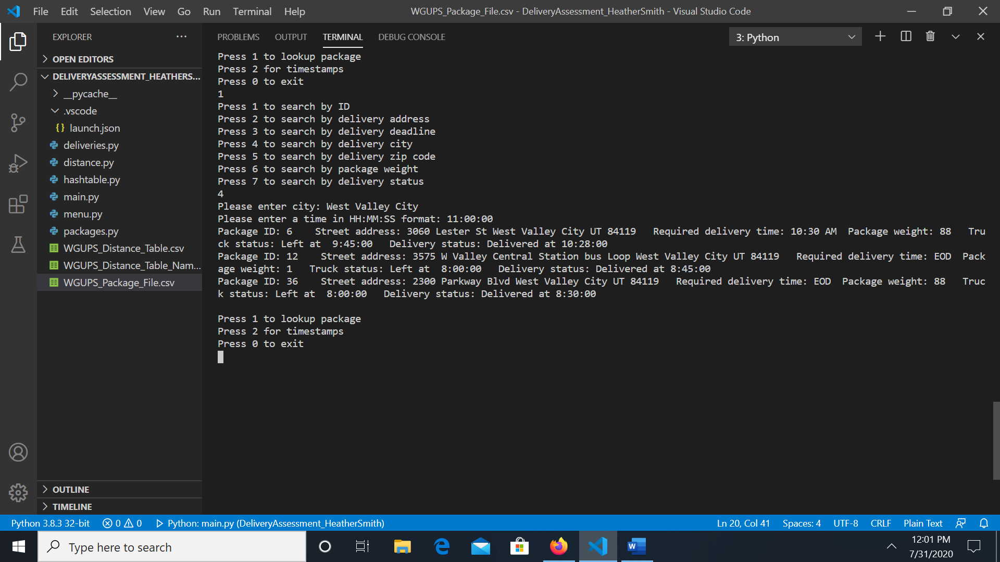 File Edit Selection View Go Run Terminal Help
WGUPS_Package_File.csv - DeliveryAssessment_HeatherSmith - Visual Studio Code
EXPLORER
OPEN EDITORS
DELIVERYASSESSMENT_HEATHERS...
__pycache__
.vscode
{} launch.json
deliveries.py
distance.py
hashtable.py
main.py
menu.py
packages.py
WGUPS_Distance_Table.csv
WGUPS_Distance_Table_Nam...
WGUPS_Package_File.csv
OUTLINE
TIMELINE
PROBLEMS OUTPUT TERMINAL DEBUG CONSOLE
3: Python
Press 1 to lookup package
Press 2 for timestamps
Press 0 to exit
1
Press 1 to search by ID
Press 2 to search by delivery address
Press 3 to search by delivery deadline
Press 4 to search by delivery city
Press 5 to search by delivery zip code
Press 6 to search by package weight
Press 7 to search by delivery status
4
Please enter city: West Valley City
Please enter a time in HH:MM:SS format: 11:00:00
Package ID: 6    Street address: 3060 Lester St West Valley City UT 84119   Required delivery time: 10:30 AM  Package weight: 88   Tru
ck status: Left at  9:45:00   Delivery status: Delivered at 10:28:00
Package ID: 12    Street address: 3575 W Valley Central Station bus Loop West Valley City UT 84119   Required delivery time: EOD  Pack
age weight: 1   Truck status: Left at  8:00:00   Delivery status: Delivered at 8:45:00
Package ID: 36    Street address: 2300 Parkway Blvd West Valley City UT 84119   Required delivery time: EOD  Package weight: 88   Truc
k status: Left at  8:00:00   Delivery status: Delivered at 8:30:00
Press 1 to lookup package
Press 2 for timestamps
Press 0 to exit
Python 3.8.3 32-bit 0 0 Python: main.py (DeliveryAssessment_HeatherSmith)
Ln 20, Col 41 Spaces: 4 UTF-8 CRLF Plain Text
Type here to search
W
12:01 PM
7/31/2020